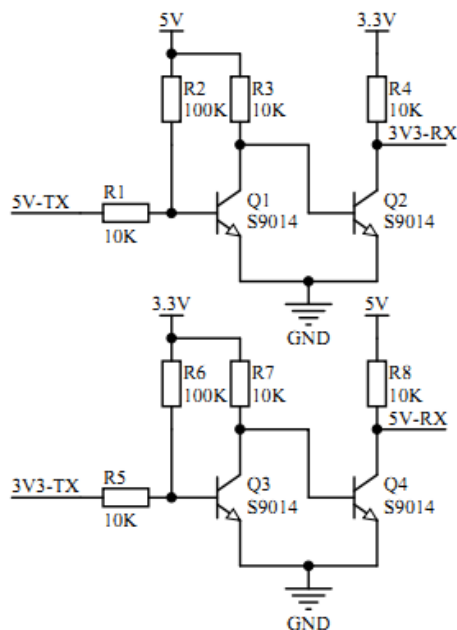 5V
3.3V
R2
100K
R3
10K
R4
10K
3V3-RX
5V-TX
R1
10K
Q1
S9014
Q2
S9014
GND
3.3V
5V
R6
100K
R7
10K
R8
10K
5V-RX
3V3-TX
R5
10K
Q3
S9014
Q4
S9014
GND